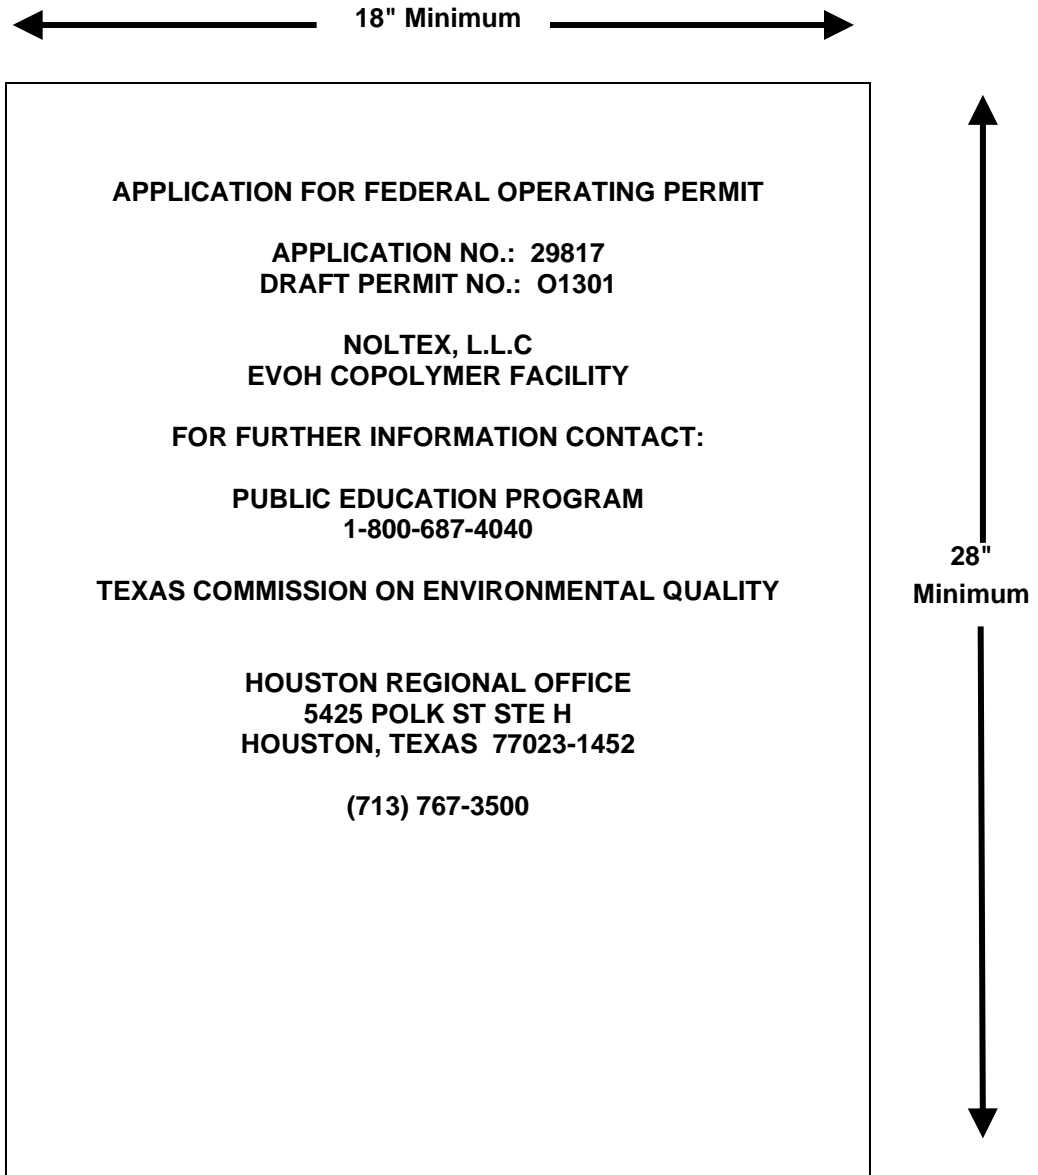 18" Minimum
APPLICATION FOR FEDERAL OPERATING PERMIT
APPLICATION NO.: 29817
DRAFT PERMIT NO.: O1301
NOLTEX, L.L.C
EVOH COPOLYMER FACILITY
FOR FURTHER INFORMATION CONTACT:
PUBLIC EDUCATION PROGRAM
1-800-687-4040
TEXAS COMMISSION ON ENVIRONMENTAL QUALITY
HOUSTON REGIONAL OFFICE
5425 POLK ST STE H
HOUSTON, TEXAS 77023-1452
(713) 767-3500
28"
Minimum